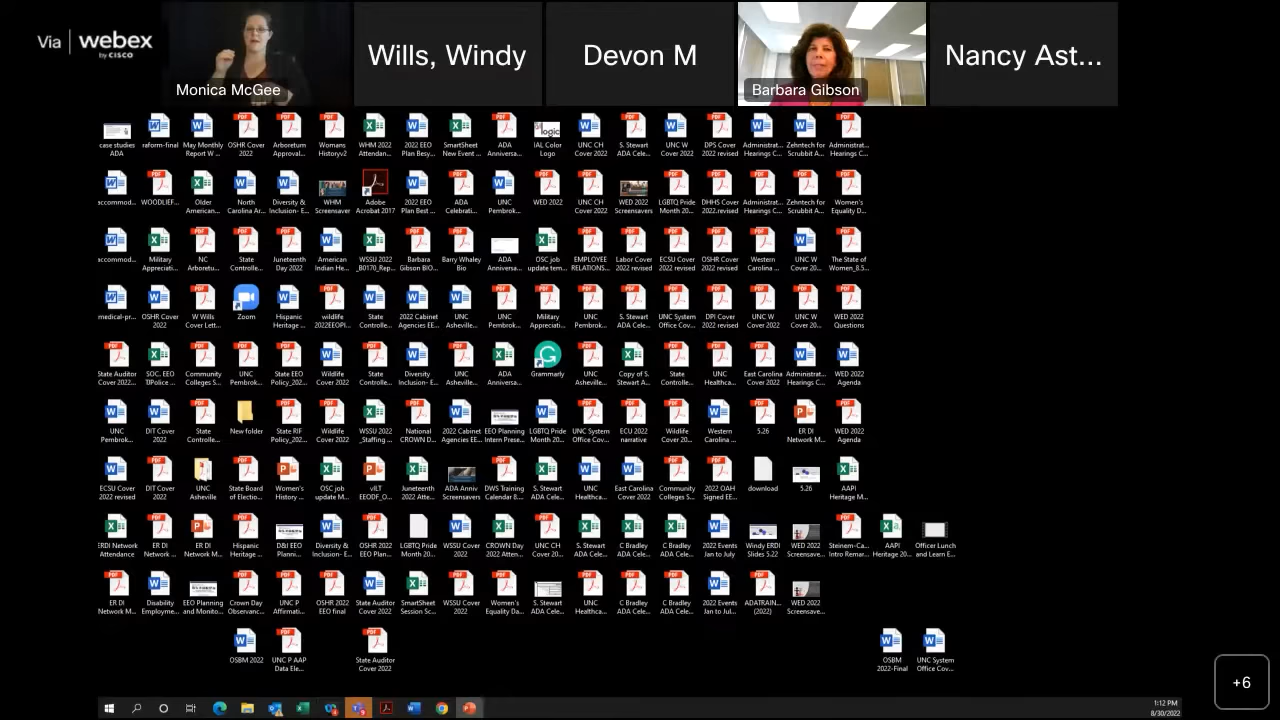 Via webex
by CISCO
Monica McGee
Wills, Windy
Devon M
Barbara Gibson
Nancy Ast...
case studies ADA
raform-final
May Monthly Report W ...
OSHR Cover 2022
Arboretum Approval...
Womans Historyv2
WHM 2022 Attendan...
2022 EEO Plan Besy...
SmartSheet New Event ...
ADA Anniversa...
IAL Color Logo
UNC CH Cover 2022
S. Stewart ADA Cele...
UNC W Cover 2022
DPS Cover 2022 revised
Administrat... Hearings C...
Zehntech for Scrubbit A...
Administrat... Hearings C...
accommod...
WOODLIEF...
Older American...
North Carolina Ar...
Diversity & Inclusion- E...
WHM Screensaver
Adobe Acrobat 2017
2022 EEO Plan Best ...
ADA Celebrati...
UNC Pembrok...
WED 2022
UNC CH Cover 2022
WED 2022 Screensavers
LGBTQ Pride Month 20...
DHHS Cover 2022.revised
Administrat... Hearings C...
Zehntech for Scrubbit A...
Women's Equality D...
accommod...
Military Appreciati...
NC Arboretu...
State Controlle...
Juneteenth Day 2022
American Indian He...
WSSU 2022 _B0170_Rep...
Barbara Gibson BIO...
Barry Whaley Bio
ADA Anniversa...
OSC job update tem...
EMPLOYEE RELATIONS...
Labor Cover 2022 revised
ECSU Cover 2022 revised
OSHR Cover 2022 revised
Western Carolina ...
UNC W Cover 20...
The State of Women_8.5...
medical-pr...
OSHR Cover 2022
W Wills Cover Lett...
Zoom
Hispanic Heritage ...
wildlife 2022EEOPl...
State Controlle...
2022 Cabinet Agencies EE...
UNC Asheville...
UNC Pembrok...
Military Appreciati...
UNC Pembrok...
S. Stewart ADA Cele...
UNC System Office Cov...
DPI Cover 2022 revised
UNC W Cover 2022
UNC W Cover 20...
WED 2022 Questions
State Auditor Cover 2022...
SOC. EEO TJPolice ...
Community Colleges S...
UNC Pembrok...
State EEO Policy_202...
Wildlife Cover 2022
State Controlle...
Diversity Inclusion- E...
UNC Asheville...
ADA Anniversa...
Grammarly
UNC Asheville...
Copy of S. Stewart A...
State Controlle...
UNC Healthca...
East Carolina Cover 2022
Administrat... Hearings C...
WED 2022 Agenda
UNC Pembrok...
DIT Cover 2022
State Controlle...
New folder
State RIF Policy_202...
Wildlife Cover 2022
WSSU 2022 _Staffing ...
National CROWN D...
2022 Cabinet Agencies EE...
EEO Planning Intern Prese...
LGBTQ Pride Month 20...
UNC System Office Cov...
ECU 2022 narrative
Wildlife Cover 20...
Western Carolina ...
5.26
ER DI Network M...
WED 2022 Agenda
ECSU Cover 2022 revised
DIT Cover 2022
UNC Asheville
State Board of Electio...
Women's History ...
OSC job update M...
vILT EEODF_O...
Juneteenth 2022 Atte...
ADA Anniv Screensavers
DWS Training Calendar 8....
S. Stewart ADA Cele...
UNC Healthca...
East Carolina Cover 2022
Community Colleges S...
2022 OAH Signed EE...
download
5.26
AAPI Heritage M...
ERDI Network Attendance
ER DI Network ...
ER DI Network M...
Hispanic Heritage ...
D&I EEO Planni...
Diversity & Inclusion- E...
OSHR 2022 EEO Plan...
LGBTQ Pride Month 20...
WSSU Cover 2022
CROWN Day 2022 Atten...
UNC CH Cover 20...
S. Stewart ADA Cele...
C Bradley ADA Cele...
C Bradley ADA Cele...
2022 Events Jan to July
Windy ERDI Slides 5.22
WED 2022 Screensave...
Steinem-Ca... Intro Remar...
AAPI Heritage 20...
Officer Lunch and Learn E...
ER DI Network M...
Disability Employme...
EEO Planning and Monito...
Crown Day Observanc...
UNC P Affirmati...
OSHR 2022 EEO final
State Auditor Cover 2022
SmartSheet Session Sc...
WSSU Cover 2022
Women's Equality Da...
S. Stewart ADA Cele...
UNC Healthca...
C Bradley ADA Cele...
C Bradley ADA Cele...
2022 Events Jan to Jul...
ADATRAIN... (2022)
WED 2022 Screensave...
OSBM 2022
UNC P AAP Data Ele...
State Auditor Cover 2022
OSBM 2022-Final
UNC System Office Cov...
+6
1:12 PM
8/30/2022